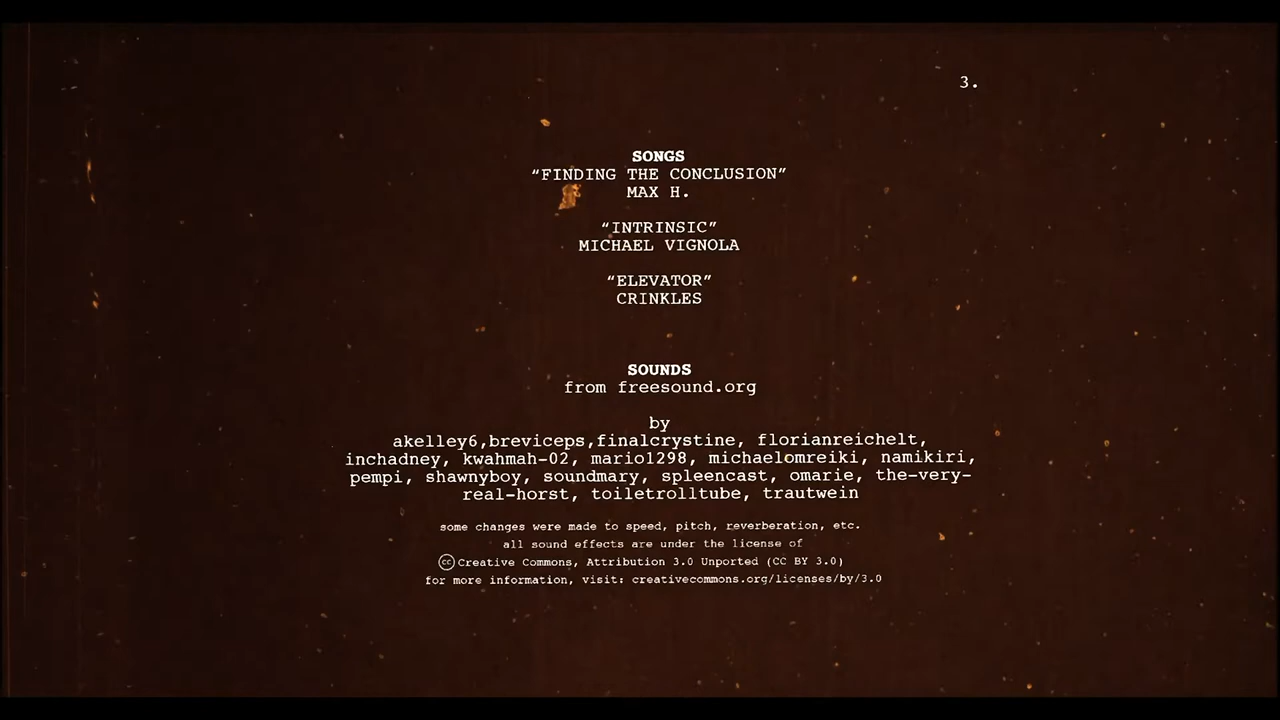 3.
SONGS
“FINDING THE CONCLUSION”
MAX H.
“INTRINSIC”
MICHAEL VIGNOLA
“ELEVATOR”
CRINKLES
SOUNDS
from freesound.org
by
akelley6,breviceps,finalcrystine, florianreichelt,
inchadney, kwahmah-02, mario1298, michaelomreiki, namikiri,
pempi, shawnyboy, soundmary, spleencast, omarie, the-very-
real-horst, toiletrolltube, trautwein
some changes were made to speed, pitch, reverberation, etc.
all sound effects are under the license of
cc Creative Commons, Attribution 3.0 Unported (CC BY 3.0)
for more information, visit: creativecommons.org/licenses/by/3.0